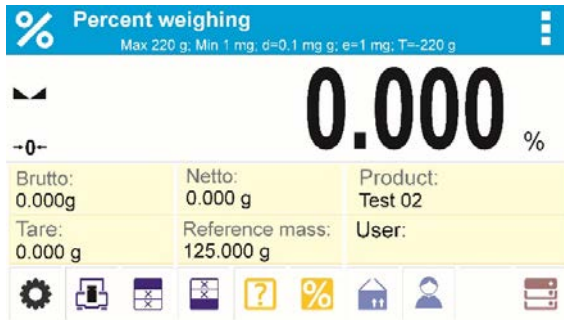 % Percent weighing
Max 220 g; Min 1 mg; d=0.1 mg g; e=1 mg; T=-220 g
0.000 %
→0←
Brutto:
0.000g
Netto:
0.000 g
Product:
Test 02
Tare:
0.000 g
Reference mass:
125.000 g
User:
? %